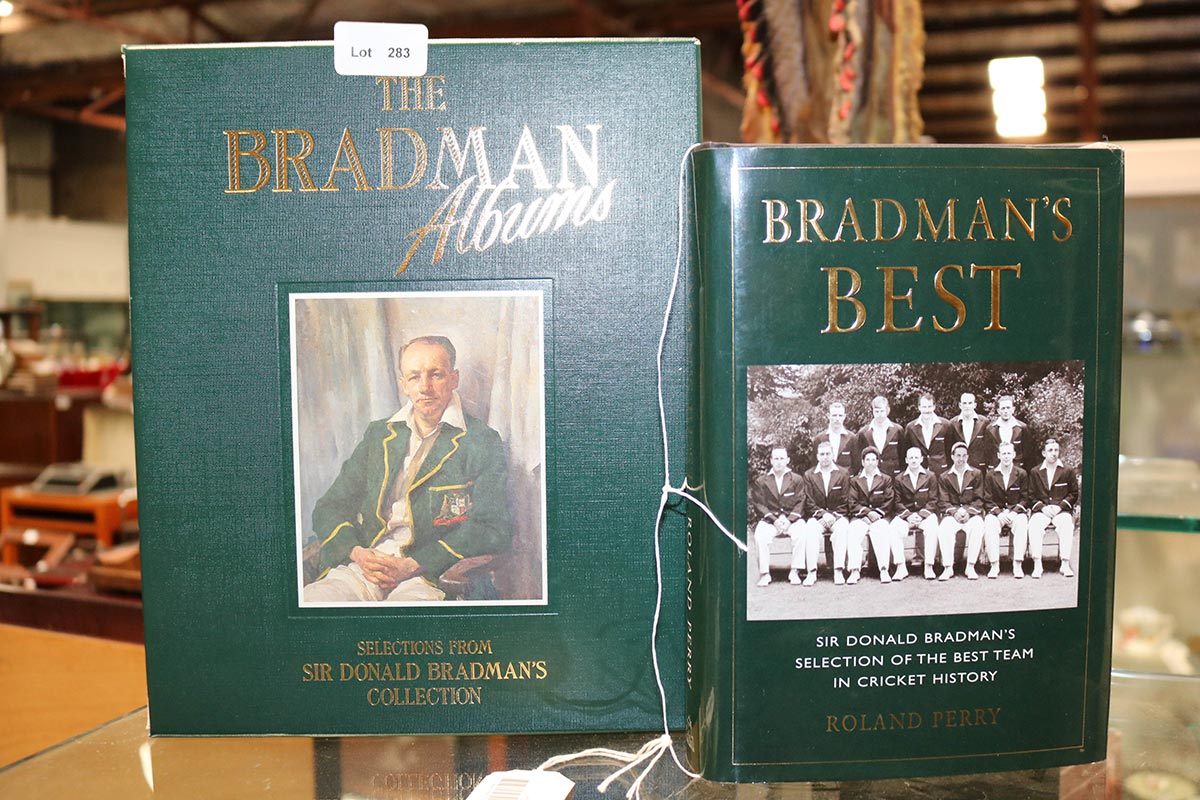 Lot 283
THE
BRADMAN
Albums
SELECTIONS FROM
SIR DONALD BRADMAN'S
COLLECTION
BRADMAN'S
BEST
SIR DONALD BRADMAN'S
SELECTION OF THE BEST TEAM
IN CRICKET HISTORY
ROLAND PERRY
ROLAND PERRY
COLLECTION